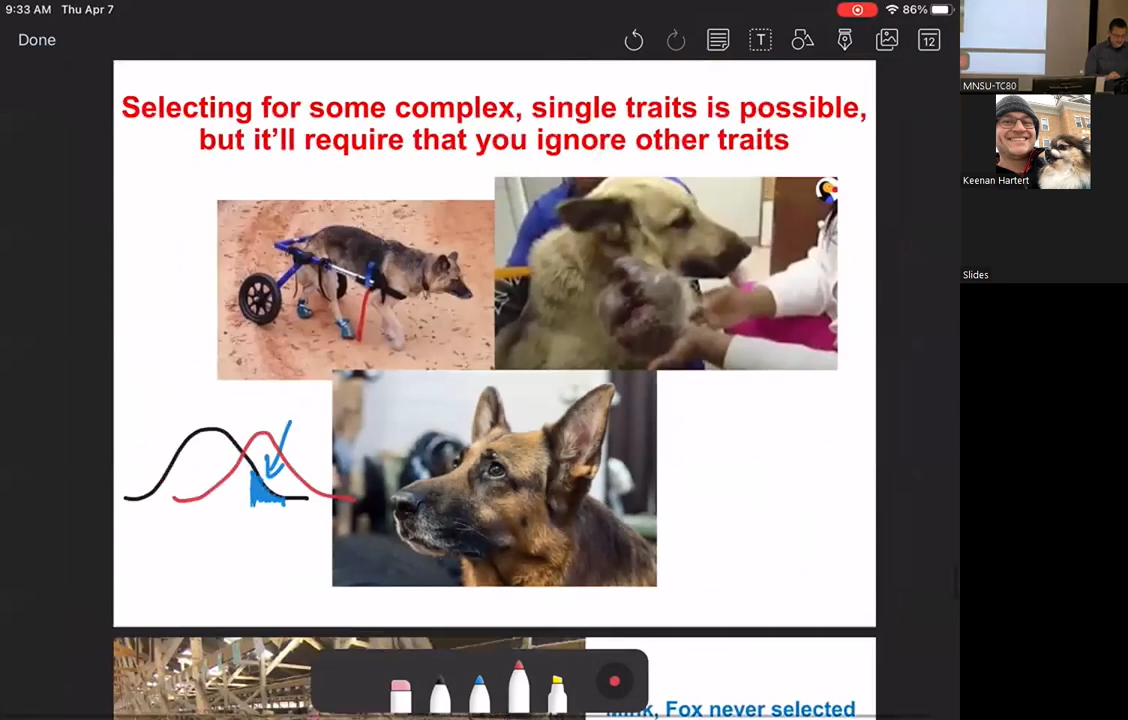 9:33 AM Thu Apr 7
86%
Done
T
12
MNSU-TC80
Keenan Hartert
Slides
Selecting for some complex, single traits is possible,
but it'll require that you ignore other traits
Mink, Fox never selected